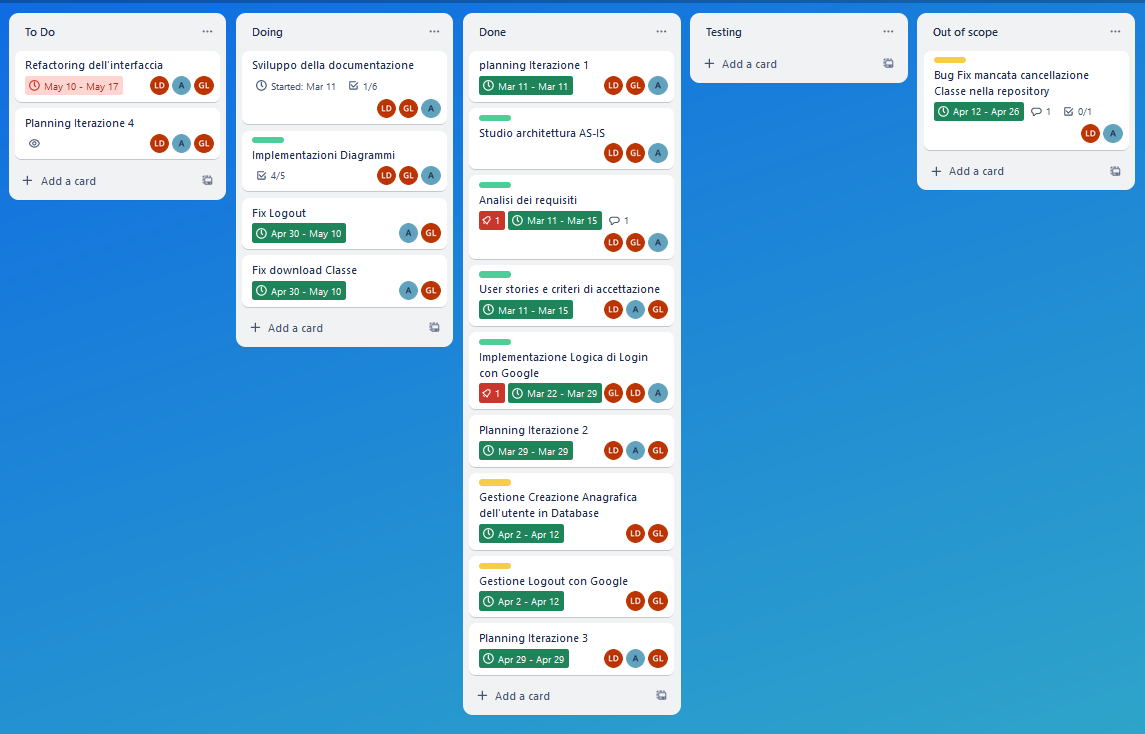 To Do
Refactoring dell'interfaccia
May 10 - May 17
LD A GL
Planning Iterazione 4
LD A GL
Add a card
Doing
Sviluppo della documentazione
Started: Mar 11 1/6
LD GL A
Implementazioni Diagrammi
4/5 LD GL A
Fix Logout
Apr 30 - May 10 A GL
Fix download Classe
Apr 30 - May 10 A GL
Add a card
Done
planning Iterazione 1
Mar 11 - Mar 11 LD GL A
Studio architettura AS-IS
LD GL A
Analisi dei requisiti
1 Mar 11 - Mar 15 1
LD GL A
User stories e criteri di accettazione
Mar 11 - Mar 15 LD A GL
Implementazione Logica di Login
con Google
1 Mar 22 - Mar 29 GL LD A
Planning Iterazione 2
Mar 29 - Mar 29 LD A GL
Gestione Creazione Anagrafica
dell'utente in Database
Apr 2 - Apr 12 LD GL
Gestione Logout con Google
Apr 2 - Apr 12 LD GL
Planning Iterazione 3
Apr 29 - Apr 29 LD A GL
Add a card
Testing
Add a card
Out of scope
Bug Fix mancata cancellazione
Classe nella repository
Apr 12 - Apr 26 1 0/1
LD A
Add a card